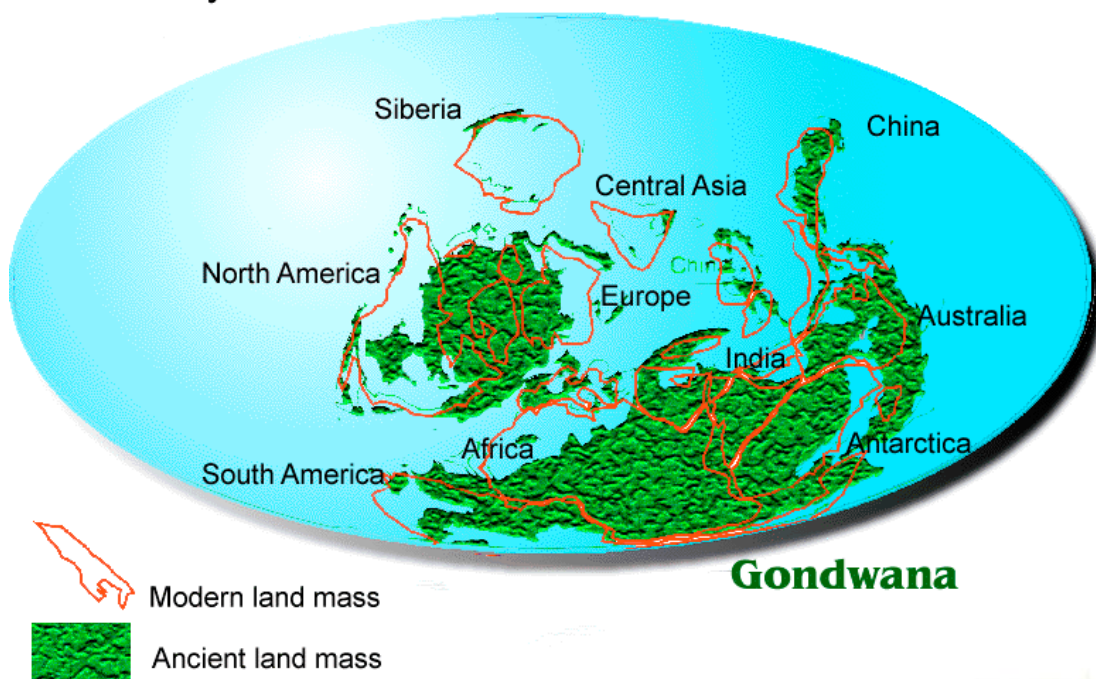 Siberia
China
Central Asia
North America
China
Europe
Australia
India
Africa
Antarctica
South America
Gondwana
Modern land mass
Ancient land mass